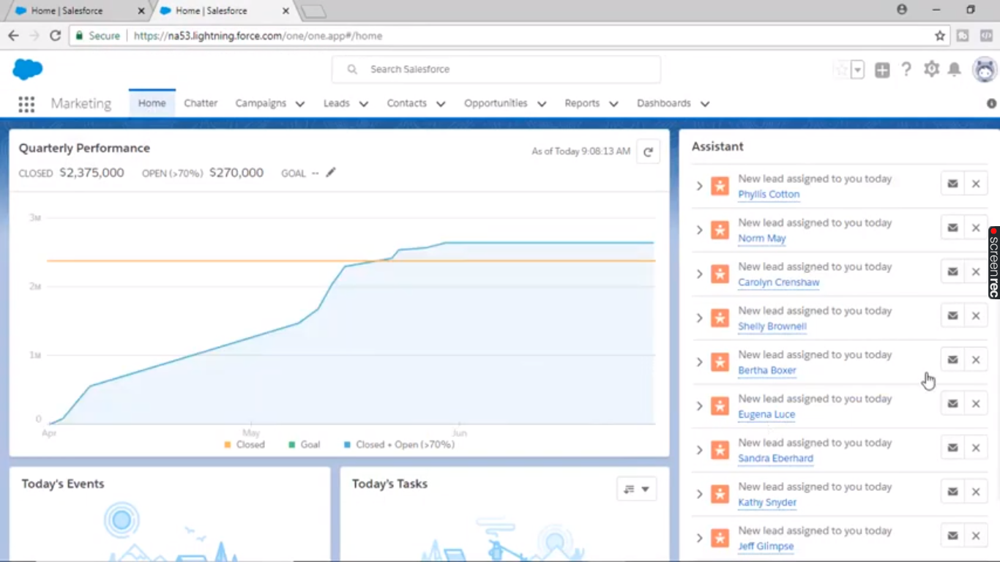 Home | Salesforce
Home | Salesforce
Secure
https://na53.lightning.force.com/one/one.app#/home
Search Salesforce
Marketing
Home
Chatter
Campaigns
Leads
Contacts
Opportunities
Reports
Dashboards
Quarterly Performance
As of Today 9:08:13 AM
CLOSED $2,375,000 OPEN (>70%) $270,000 GOAL --
3M
2M
1M
0
Apr May Jun
Closed Goal Closed + Open (>70%)
Today's Events
Today's Tasks
Assistant
New lead assigned to you today
Phyllis Cotton
New lead assigned to you today
Norm May
New lead assigned to you today
Carolyn Crenshaw
New lead assigned to you today
Shelly Brownell
New lead assigned to you today
Bertha Boxer
New lead assigned to you today
Eugena Luce
New lead assigned to you today
Sandra Eberhard
New lead assigned to you today
Kathy Snyder
New lead assigned to you today
Jeff Glimpse
screenrec